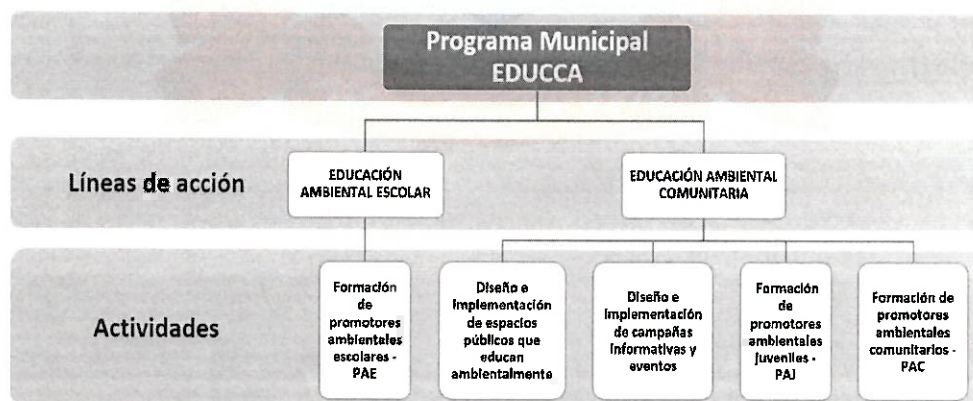 Programa Municipal
EDUCCA
Líneas de acción
EDUCACIÓN
AMBIENTAL ESCOLAR
EDUCACIÓN AMBIENTAL
COMUNITARIA
Actividades
Formación
de
promotores
ambientales
escolares -
PAE
Diseño e
implementación
de espacios
públicos que
educan
ambientalmente
Diseño e
implementación
de campañas
informativas y
eventos
Formación
de
promotores
ambientales
juveniles -
PAJ
Formación de
promotores
ambientales
comunitarios -
PAC